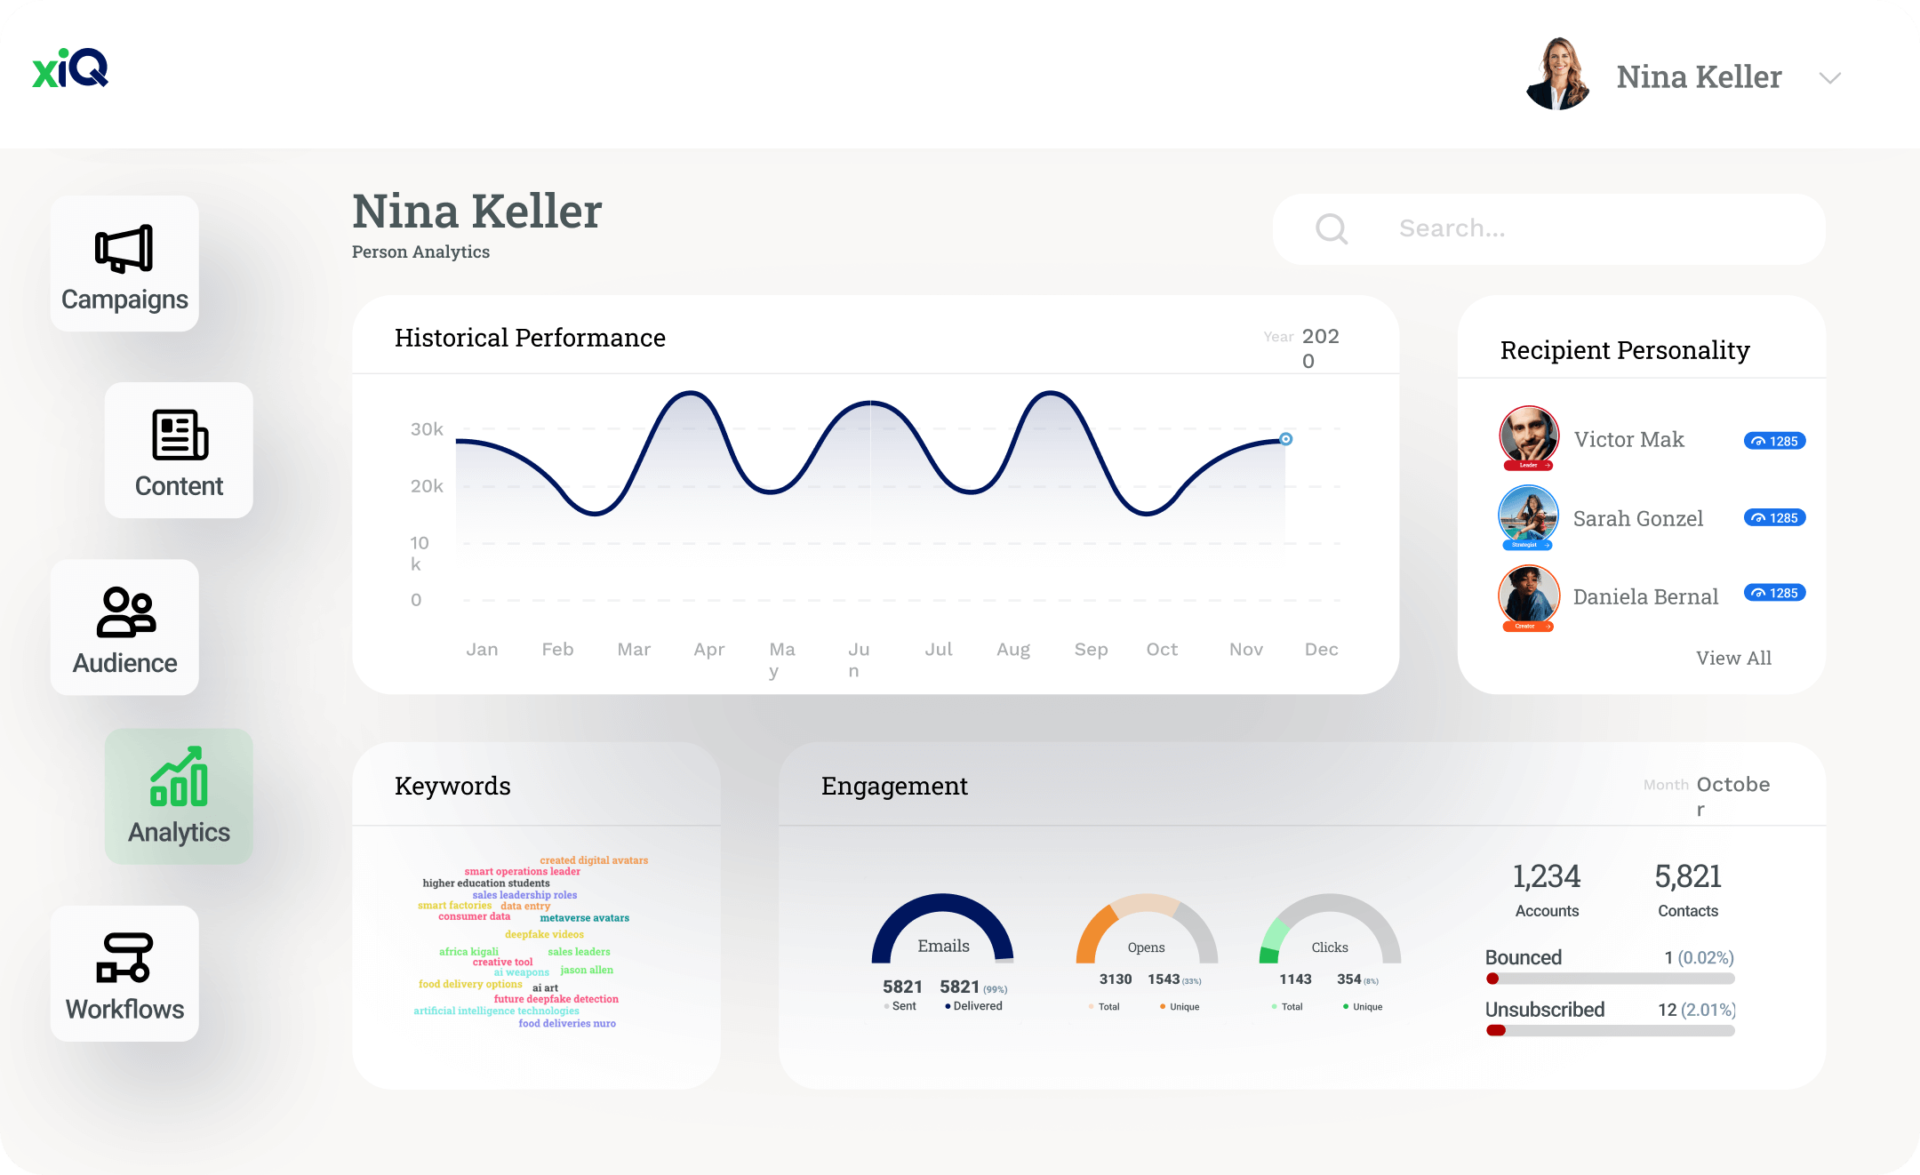 xiQ
Nina Keller
Campaigns
Content
Audience
Analytics
Workflows
Nina Keller
Person Analytics
Search...
Historical Performance
Year 202
0
30k
20k
10
k
0
Jan Feb Mar Apr Ma Ju Jul Aug Sep Oct Nov Dec
y n
Recipient Personality
Leader
Victor Mak 1285
Strategist
Sarah Gonzel 1285
Creator
Daniela Bernal 1285
View All
Keywords
created digital avatars
smart operations leader
higher education students
sales leadership roles
smart factories data entry
consumer data metaverse avatars
deepfake videos
africa kigali sales leaders
creative tool
ai weapons jason allen
food delivery options ai art
future deepfake detection
artificial intelligence technologies
food deliveries nuro
Engagement
Month Octobe
r
Emails
5821 5821 (99%)
Sent Delivered
Opens
3130 1543 (33%)
Total Unique
Clicks
1143 354 (8%)
Total Unique
1,234 5,821
Accounts Contacts
Bounced 1 (0.02%)
Unsubscribed 12 (2.01%)